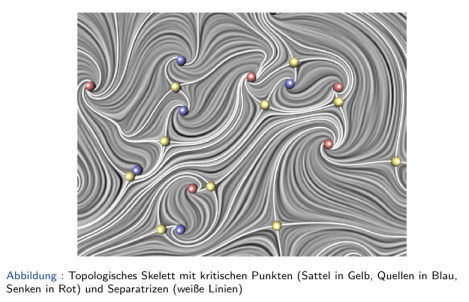 Abbildung : Topologisches Skelett mit kritischen Punkten (Sattel in Gelb, Quellen in Blau,
Senken in Rot) und Separatrizen (weiße Linien)